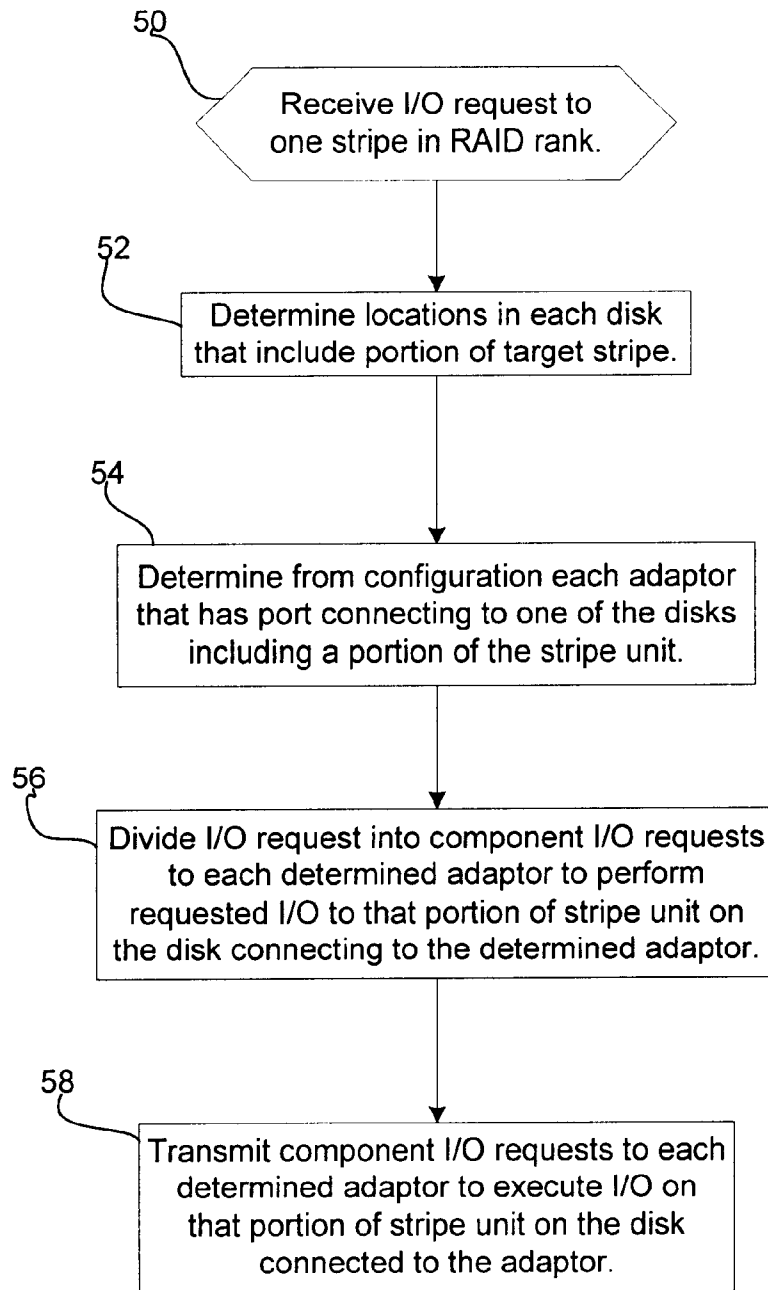 50
Receive I/O request to
one stripe in RAID rank.
52
Determine locations in each disk
that include portion of target stripe.
54
Determine from configuration each adaptor
that has port connecting to one of the disks
including a portion of the stripe unit.
56
Divide I/O request into component I/O requests
to each determined adaptor to perform
requested I/O to that portion of stripe unit on
the disk connecting to the determined adaptor.
58
Transmit component I/O requests to each
determined adaptor to execute I/O on
that portion of stripe unit on the disk
connected to the adaptor.